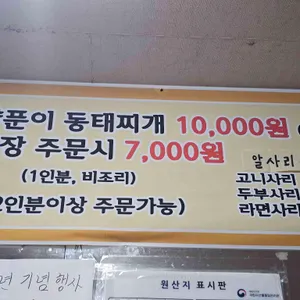 푼이 동태찌개 10,000원
장 주문시 7,000원
(1인분, 비조리)
2인분이상 주문가능)
알사리
고니사리
두부사리
라면사리
년 기념행사
원산지 표시판